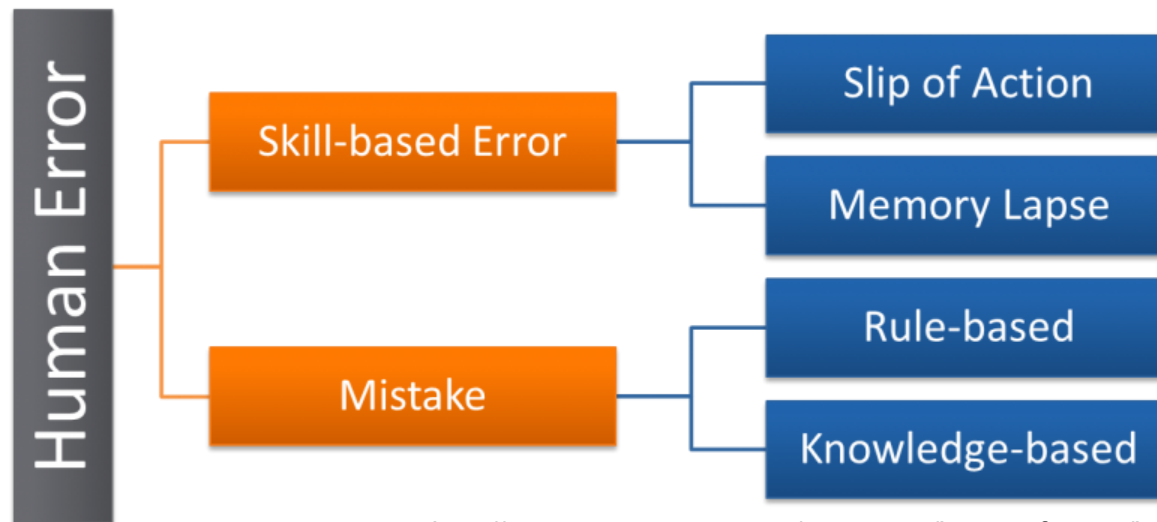 Human Error
Skill-based Error
Slip of Action
Memory Lapse
Mistake
Rule-based
Knowledge-based